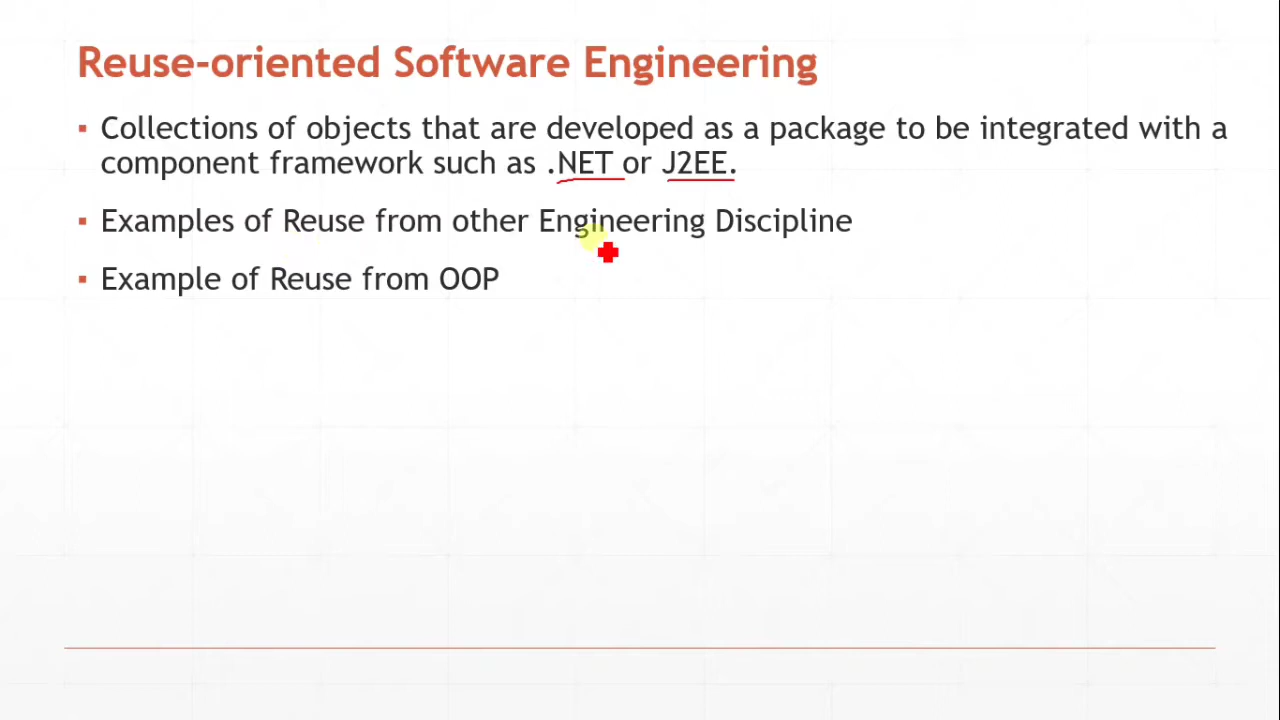 Reuse-oriented Software Engineering
Collections of objects that are developed as a package to be integrated with a
component framework such as .NET or J2EE.
Examples of Reuse from other Engineering Discipline
Example of Reuse from OOP